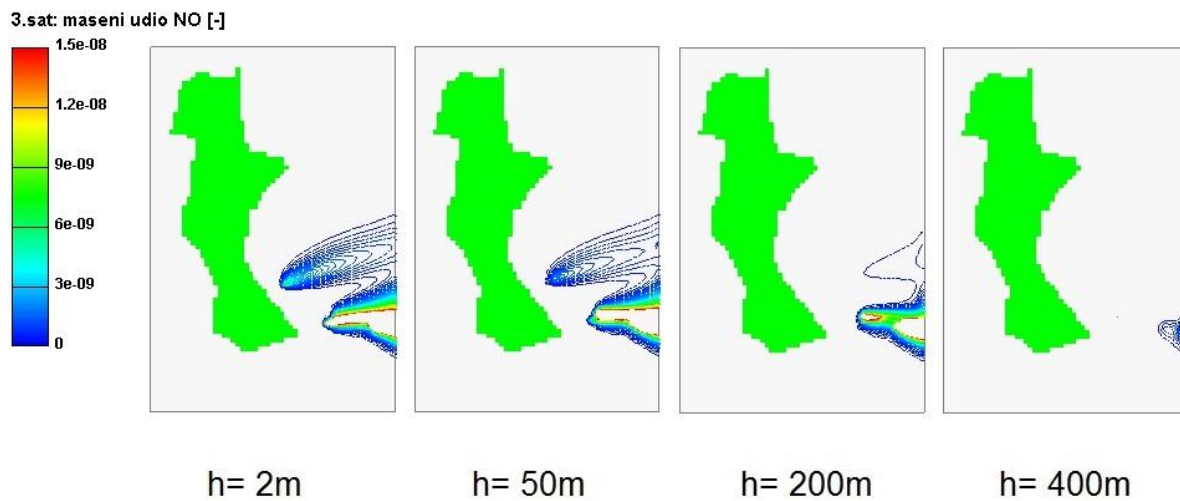 3.sat: maseni udio NO [-]
1.5e-08
1.2e-08
9e-09
6e-09
3e-09
0
h= 2m
h= 50m
h= 200m
h= 400m